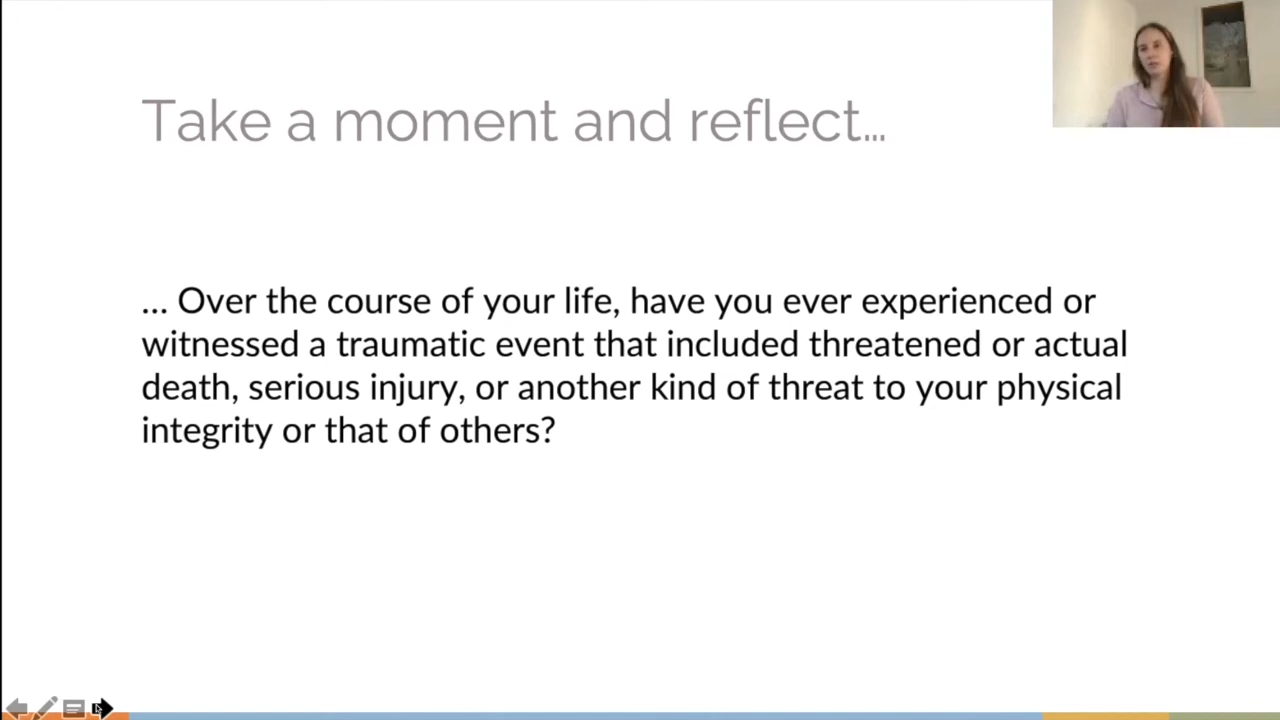 Take a moment and reflect…
… Over the course of your life, have you ever experienced or
witnessed a traumatic event that included threatened or actual
death, serious injury, or another kind of threat to your physical
integrity or that of others?